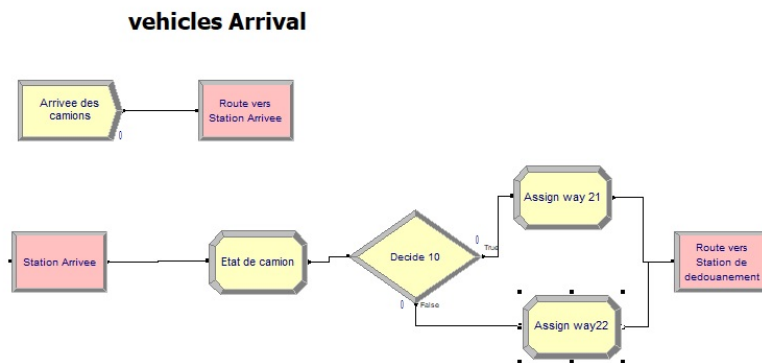 vehicles Arrival
Arrivee des
camions
0
Route vers
Station Arrivee
Station Arrivee
Etat de camion
Decide 10
0
True
0
False
Assign way 21
Assign way22
Route vers
Station de
dedouanement